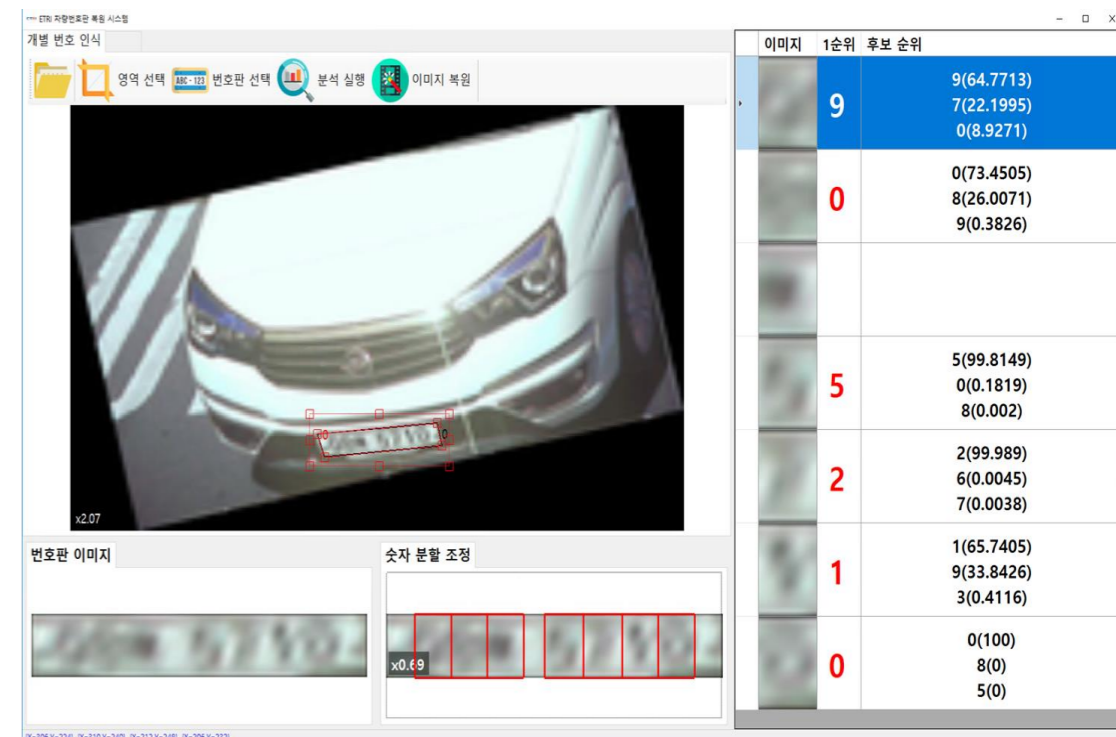 ETRI 차량번호판 복원 시스템
개별 번호 인식
영역 선택
ABC-123
번호판 선택
분석 실행
이미지 복원
x2.07
번호판 이미지
숫자 분할 조정
x0.69
이미지 1순위 후보 순위
9
9(64.7713)
7(22.1995)
0(8.9271)
0
0(73.4505)
8(26.0071)
9(0.3826)
5
5(99.8149)
0(0.1819)
8(0.002)
2
2(99.989)
6(0.0045)
7(0.0038)
1
1(65.7405)
9(33.8426)
3(0.4116)
0
0(100)
8(0)
5(0)